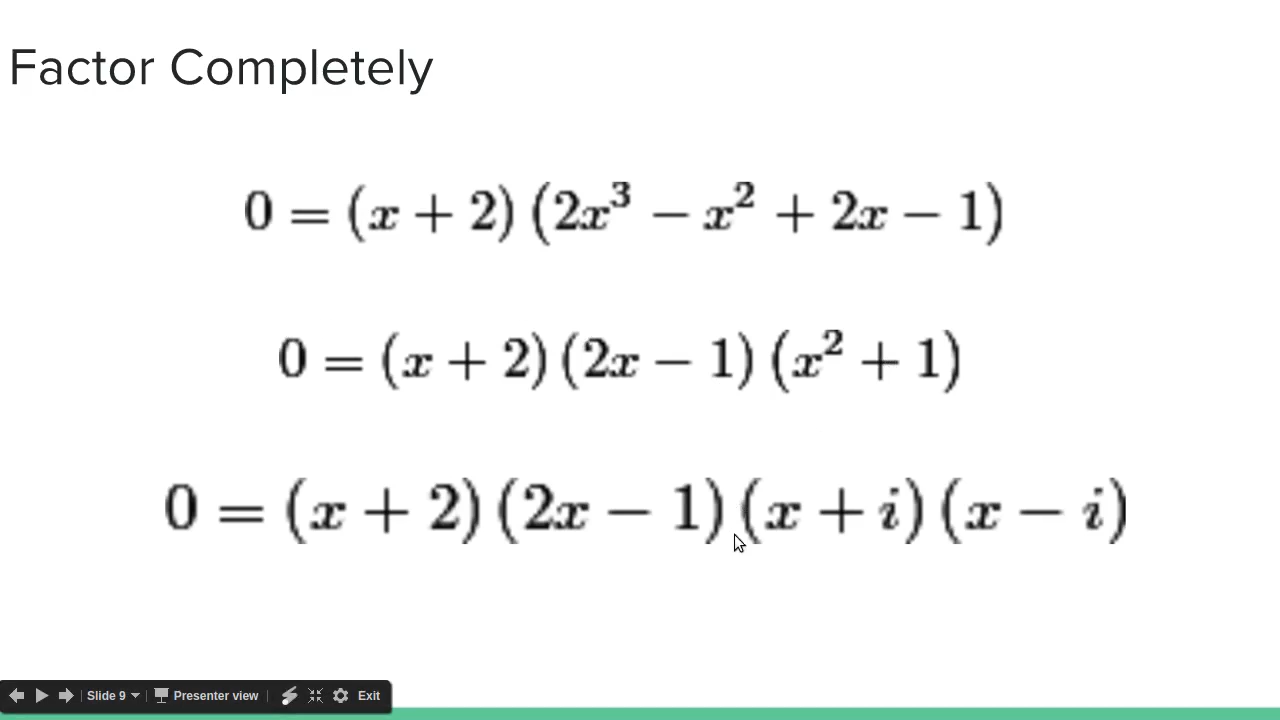 Factor Completely
0 = (x + 2) (2x³ − x² + 2x − 1)
0 = (x + 2) (2x − 1) (x² + 1)
0 = (x + 2) (2x − 1) (x + i) (x − i)
Slide 9 Presenter view Exit